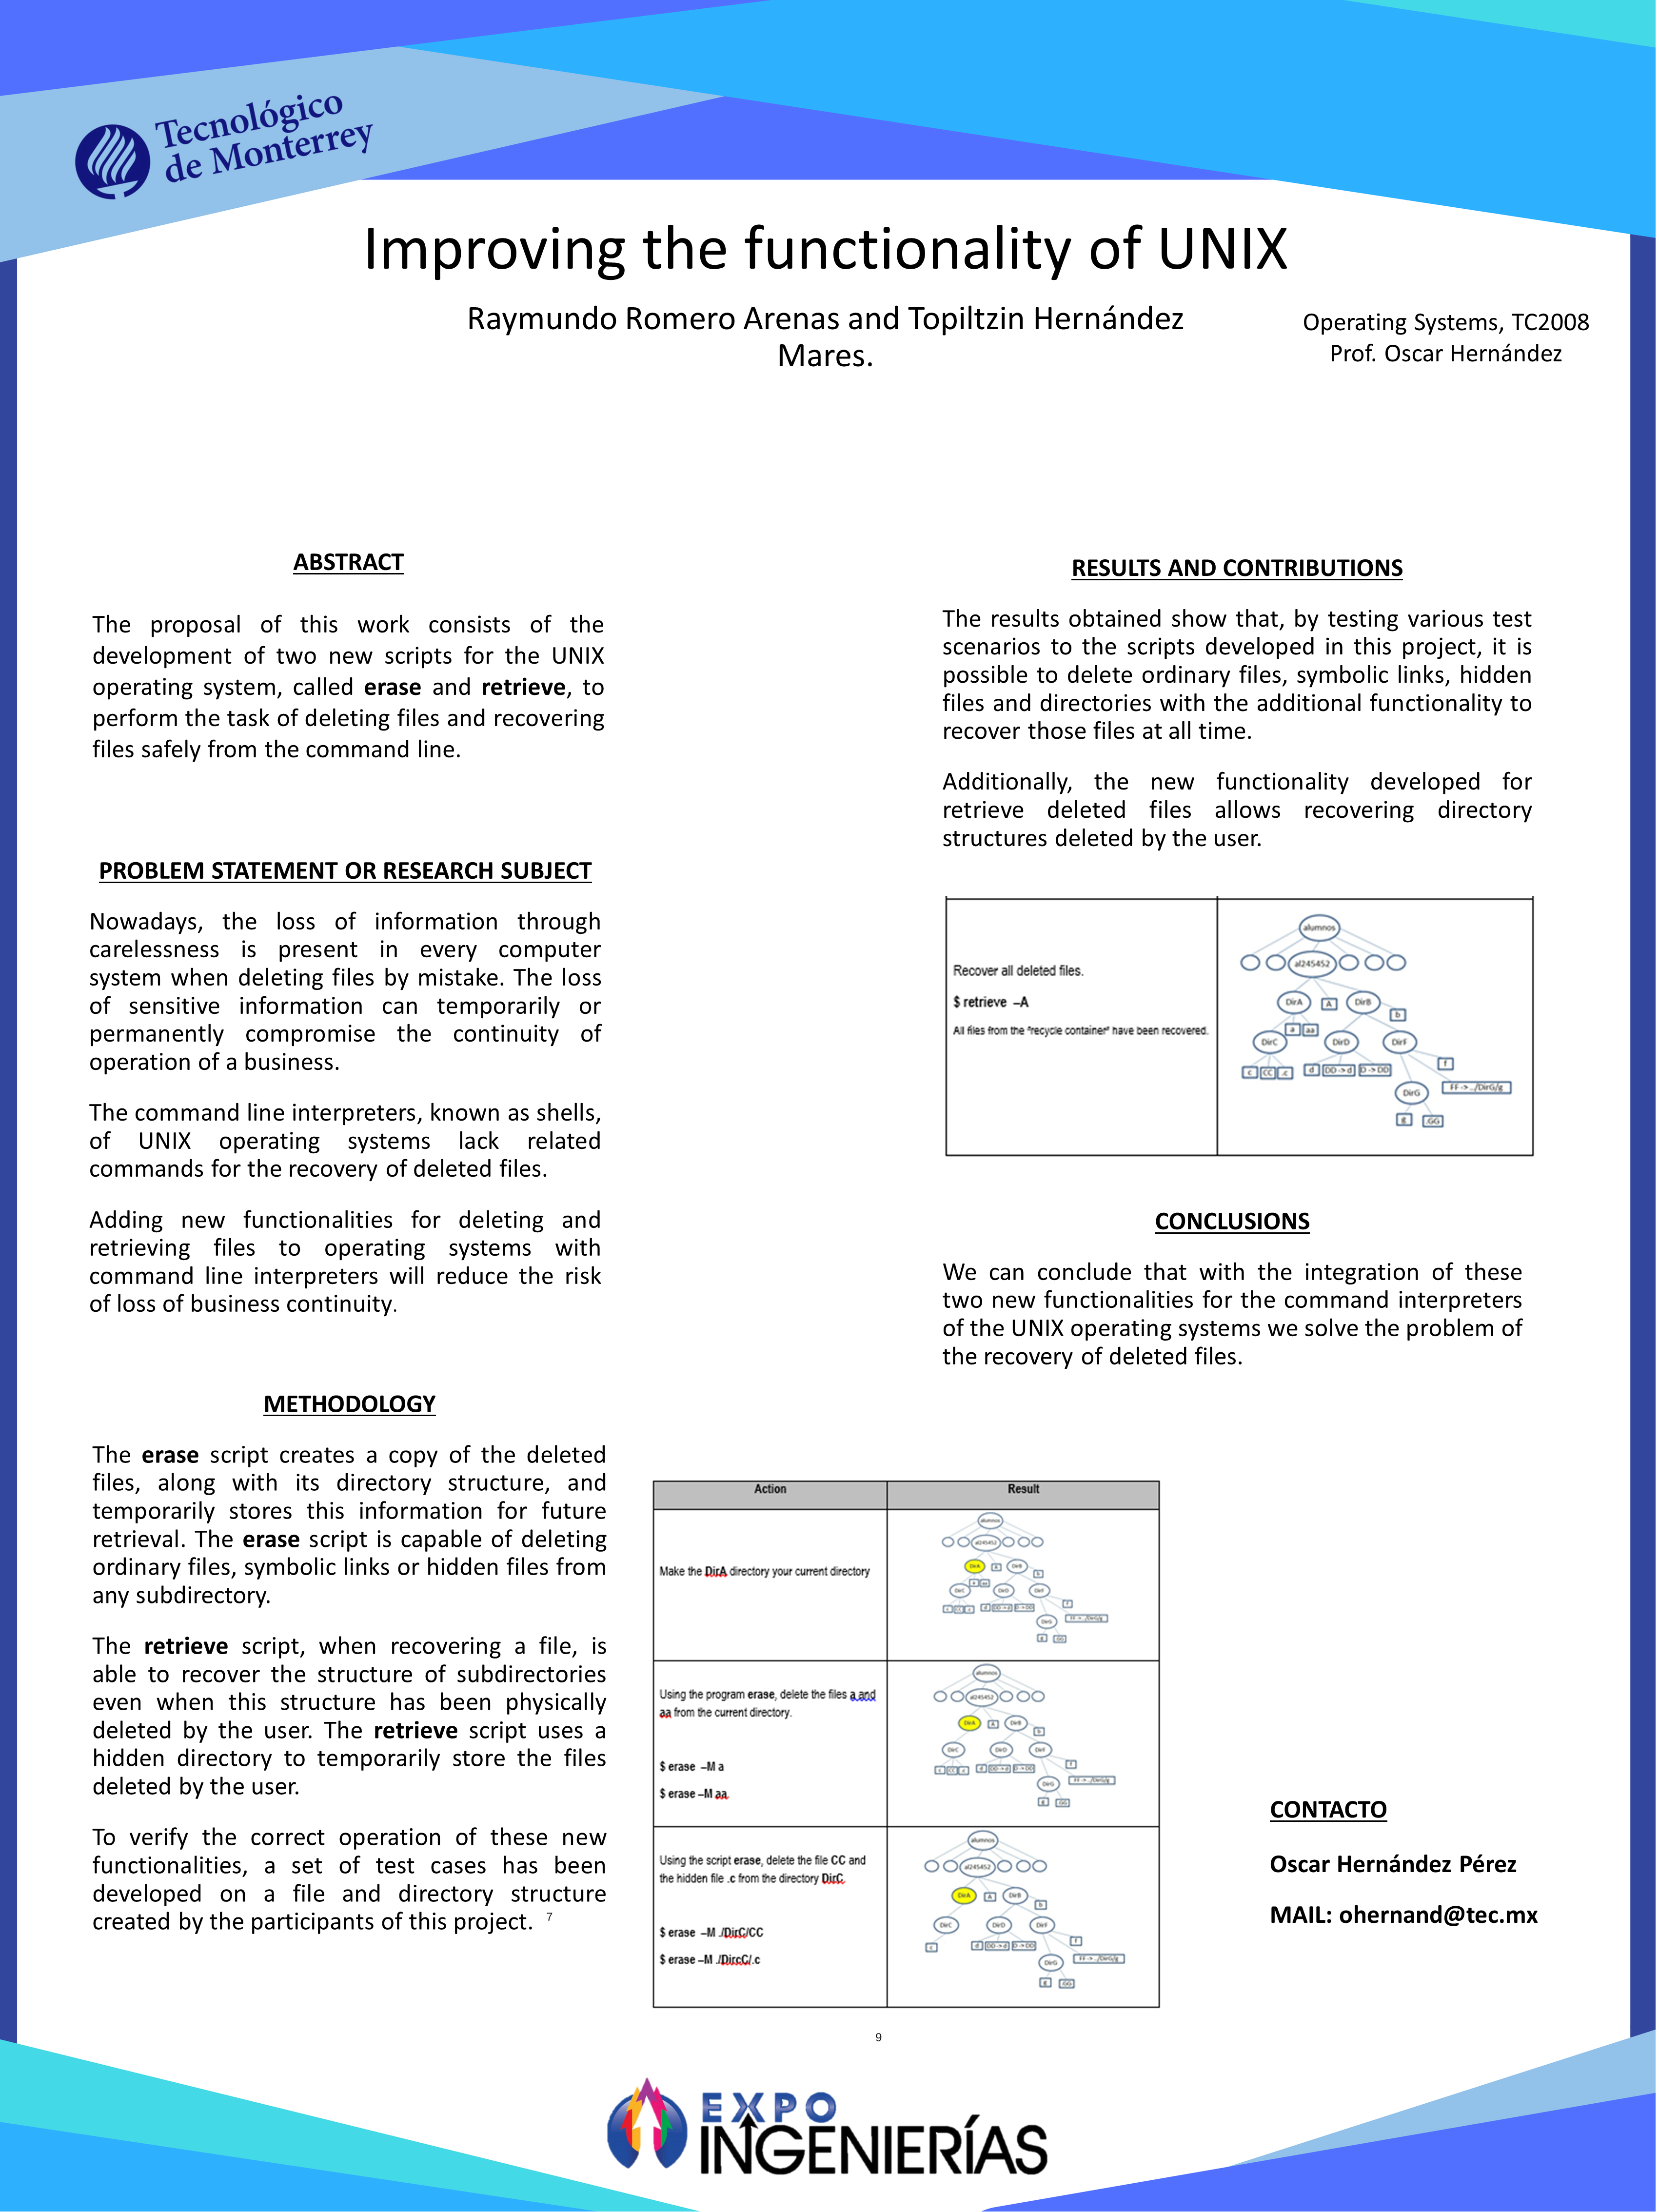 Tecnológico
de Monterrey
Improving the functionality of UNIX
Raymundo Romero Arenas and Topiltzin Hernández
Mares.
Operating Systems, TC2008
Prof. Oscar Hernández
ABSTRACT
The proposal of this work consists of the
development of two new scripts for the UNIX
operating system, called erase and retrieve, to
perform the task of deleting files and recovering
files safely from the command line.
PROBLEM STATEMENT OR RESEARCH SUBJECT
Nowadays, the loss of information through
carelessness is present in every computer
system when deleting files by mistake. The loss
of sensitive information can temporarily or
permanently compromise the continuity of
operation of a business.
The command line interpreters, known as shells,
of UNIX operating systems lack related
commands for the recovery of deleted files.
Adding new functionalities for deleting and
retrieving files to operating systems with
command line interpreters will reduce the risk
of loss of business continuity.
METHODOLOGY
The erase script creates a copy of the deleted
files, along with its directory structure, and
temporarily stores this information for future
retrieval. The erase script is capable of deleting
ordinary files, symbolic links or hidden files from
any subdirectory.
The retrieve script, when recovering a file, is
able to recover the structure of subdirectories
even when this structure has been physically
deleted by the user. The retrieve script uses a
hidden directory to temporarily store the files
deleted by the user.
To verify the correct operation of these new
functionalities, a set of test cases has been
developed on a file and directory structure
created by the participants of this project. 7
RESULTS AND CONTRIBUTIONS
The results obtained show that, by testing various test
scenarios to the scripts developed in this project, it is
possible to delete ordinary files, symbolic links, hidden
files and directories with the additional functionality to
recover those files at all time.
Additionally, the new functionality developed for
retrieve deleted files allows recovering directory
structures deleted by the user.
Recover all deleted files.
$ retrieve –A
All files from the "recycle container" have been recovered.
alumnos
al245452
DirA A DirB
b
a aa
DirC DirD DirF
f
c CC .c d DD -> d D -> DD
FF -> ../DirG/g
DirG
g .GG
CONCLUSIONS
We can conclude that with the integration of these
two new functionalities for the command interpreters
of the UNIX operating systems we solve the problem of
the recovery of deleted files.
Action Result
Make the DirA directory your current directory
alumnos
al245452
DirA A DirB
b
a aa
DirC DirD DirF
f
c CC .c d DD -> d D -> DD
FF -> ../DirG/g
DirG
g .GG
Using the program erase, delete the files a and
aa from the current directory.
$ erase –M a
$ erase –M aa
alumnos
al245452
DirA A DirB
b
DirC DirD DirF
f
c CC .c d DD -> d D -> DD
FF -> ../DirG/g
DirG
g .GG
Using the script erase, delete the file CC and
the hidden file .c from the directory DirC.
$ erase –M ./DirC/CC
$ erase –M ./DircC/.c
alumnos
al245452
DirA A DirB
b
DirC DirD DirF
f
c d DD -> d D -> DD
FF -> ../DirG/g
DirG
g .GG
9
CONTACTO
Oscar Hernández Pérez
MAIL: ohernand@tec.mx
EXPO
INGENIERÍAS